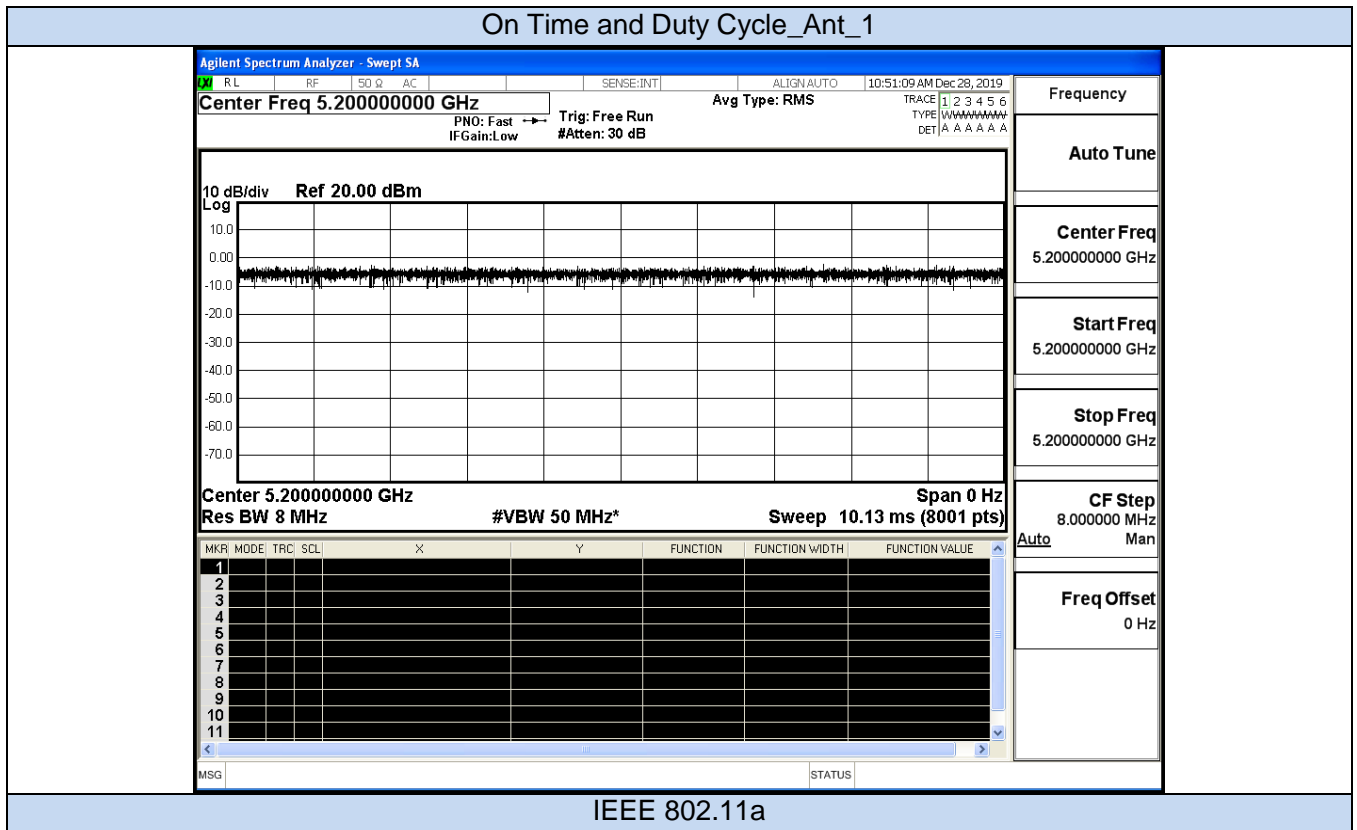 On Time and Duty Cycle_Ant_1
Agilent Spectrum Analyzer - Swept SA
LXI RL RF 50 Ω AC SENSE:INT ALIGN AUTO 10:51:09 AM Dec 28, 2019
Center Freq 5.200000000 GHz
PNO: Fast
IFGain:Low
Trig: Free Run
#Atten: 30 dB
Avg Type: RMS
TRACE 1 2 3 4 5 6
TYPE WWWWWW
DET A A A A A A
10 dB/div Ref 20.00 dBm
Log
10.0
0.00
-10.0
-20.0
-30.0
-40.0
-50.0
-60.0
-70.0
Center 5.200000000 GHz Span 0 Hz
Res BW 8 MHz #VBW 50 MHz* Sweep 10.13 ms (8001 pts)
MKR MODE TRC SCL X Y FUNCTION FUNCTION WIDTH FUNCTION VALUE
1
2
3
4
5
6
7
8
9
10
11
MSG STATUS
Frequency
Auto Tune
Center Freq
5.200000000 GHz
Start Freq
5.200000000 GHz
Stop Freq
5.200000000 GHz
CF Step
8.000000 MHz
Auto Man
Freq Offset
0 Hz
IEEE 802.11a